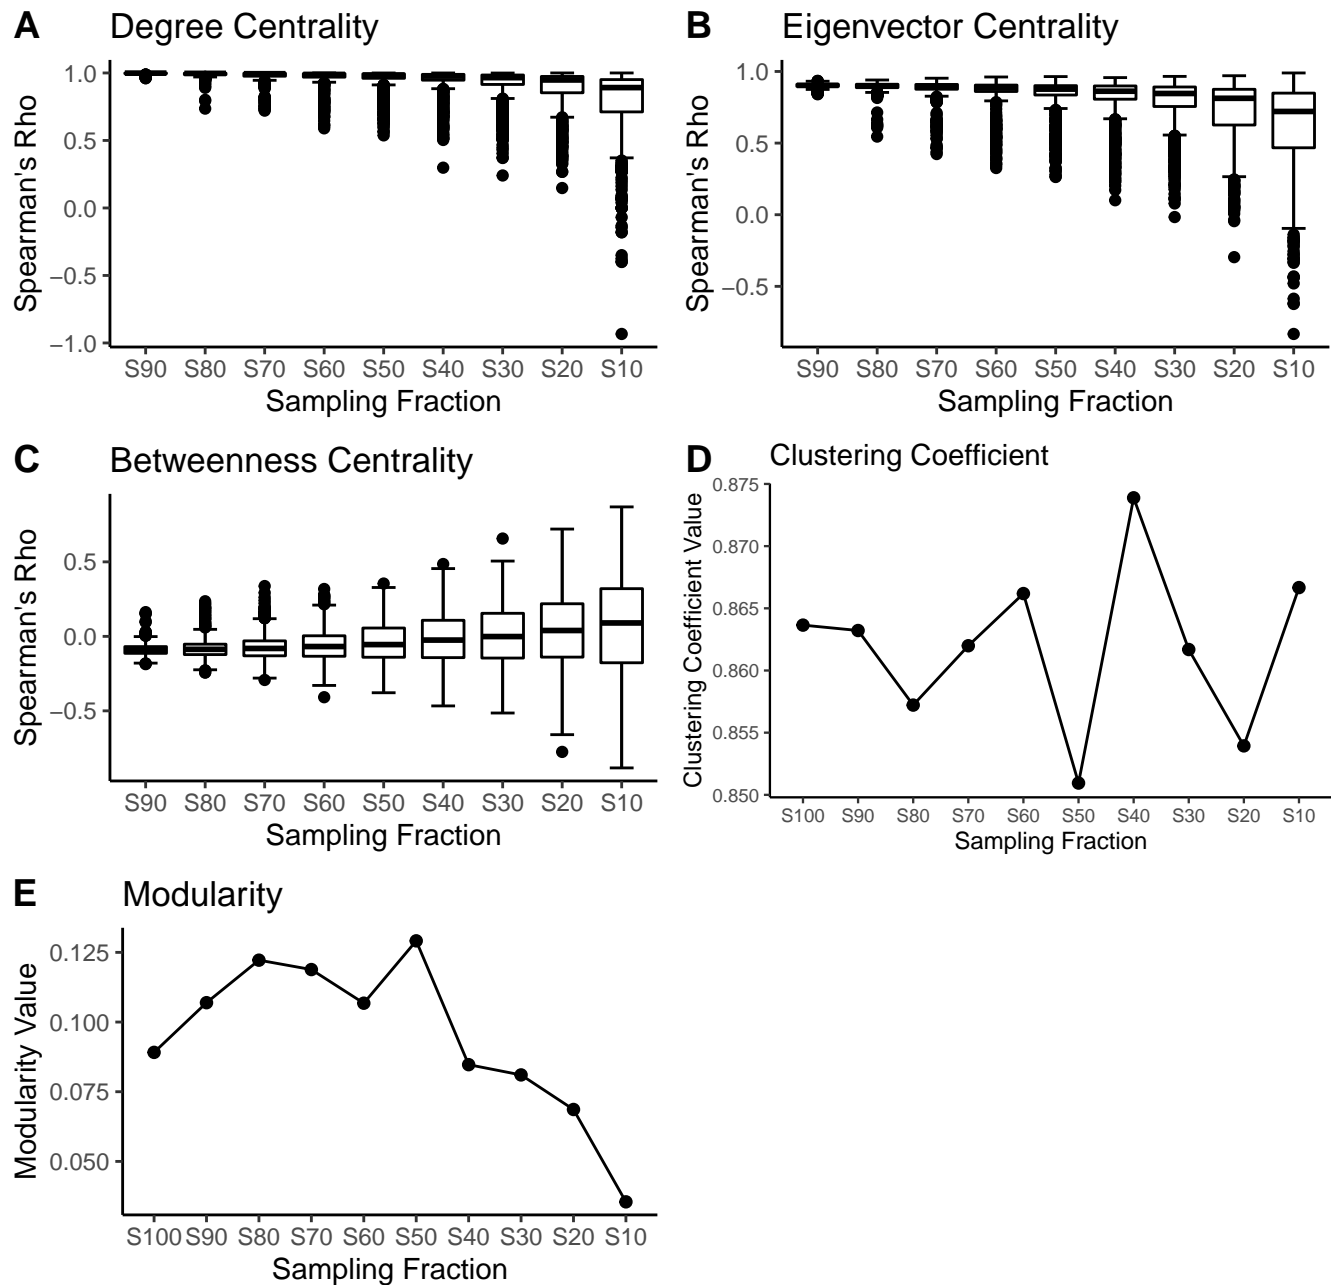 A Degree Centrality
1.0
0.5
0.0
−0.5
−1.0
Spearman's Rho
S90 S80 S70 S60 S50 S40 S30 S20 S10
Sampling Fraction
B Eigenvector Centrality
1.0
0.5
0.0
−0.5
Spearman's Rho
S90 S80 S70 S60 S50 S40 S30 S20 S10
Sampling Fraction
C Betweenness Centrality
0.5
0.0
−0.5
Spearman's Rho
S90 S80 S70 S60 S50 S40 S30 S20 S10
Sampling Fraction
D Clustering Coefficient
0.875
0.870
0.865
0.860
0.855
0.850
Clustering Coefficient Value
S100 S90 S80 S70 S60 S50 S40 S30 S20 S10
Sampling Fraction
E Modularity
0.125
0.100
0.075
0.050
Modularity Value
S100 S90 S80 S70 S60 S50 S40 S30 S20 S10
Sampling Fraction